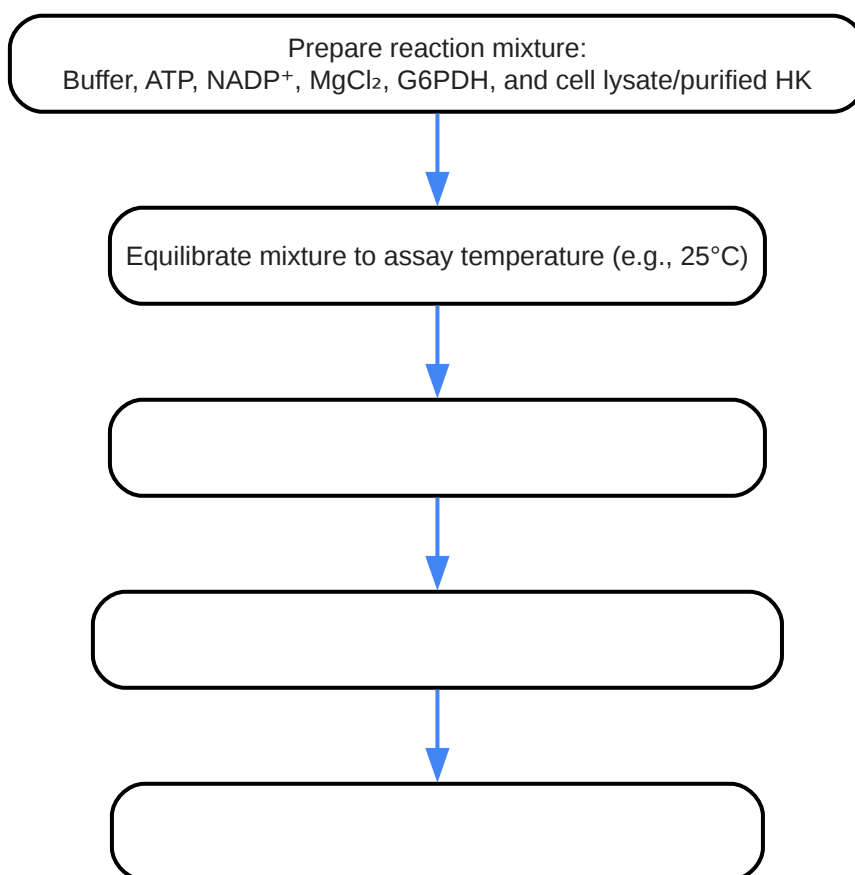 Prepare reaction mixture:
Buffer, ATP, NADP⁺, MgCl₂, G6PDH, and cell lysate/purified HK
Equilibrate mixture to assay temperature (e.g., 25°C)